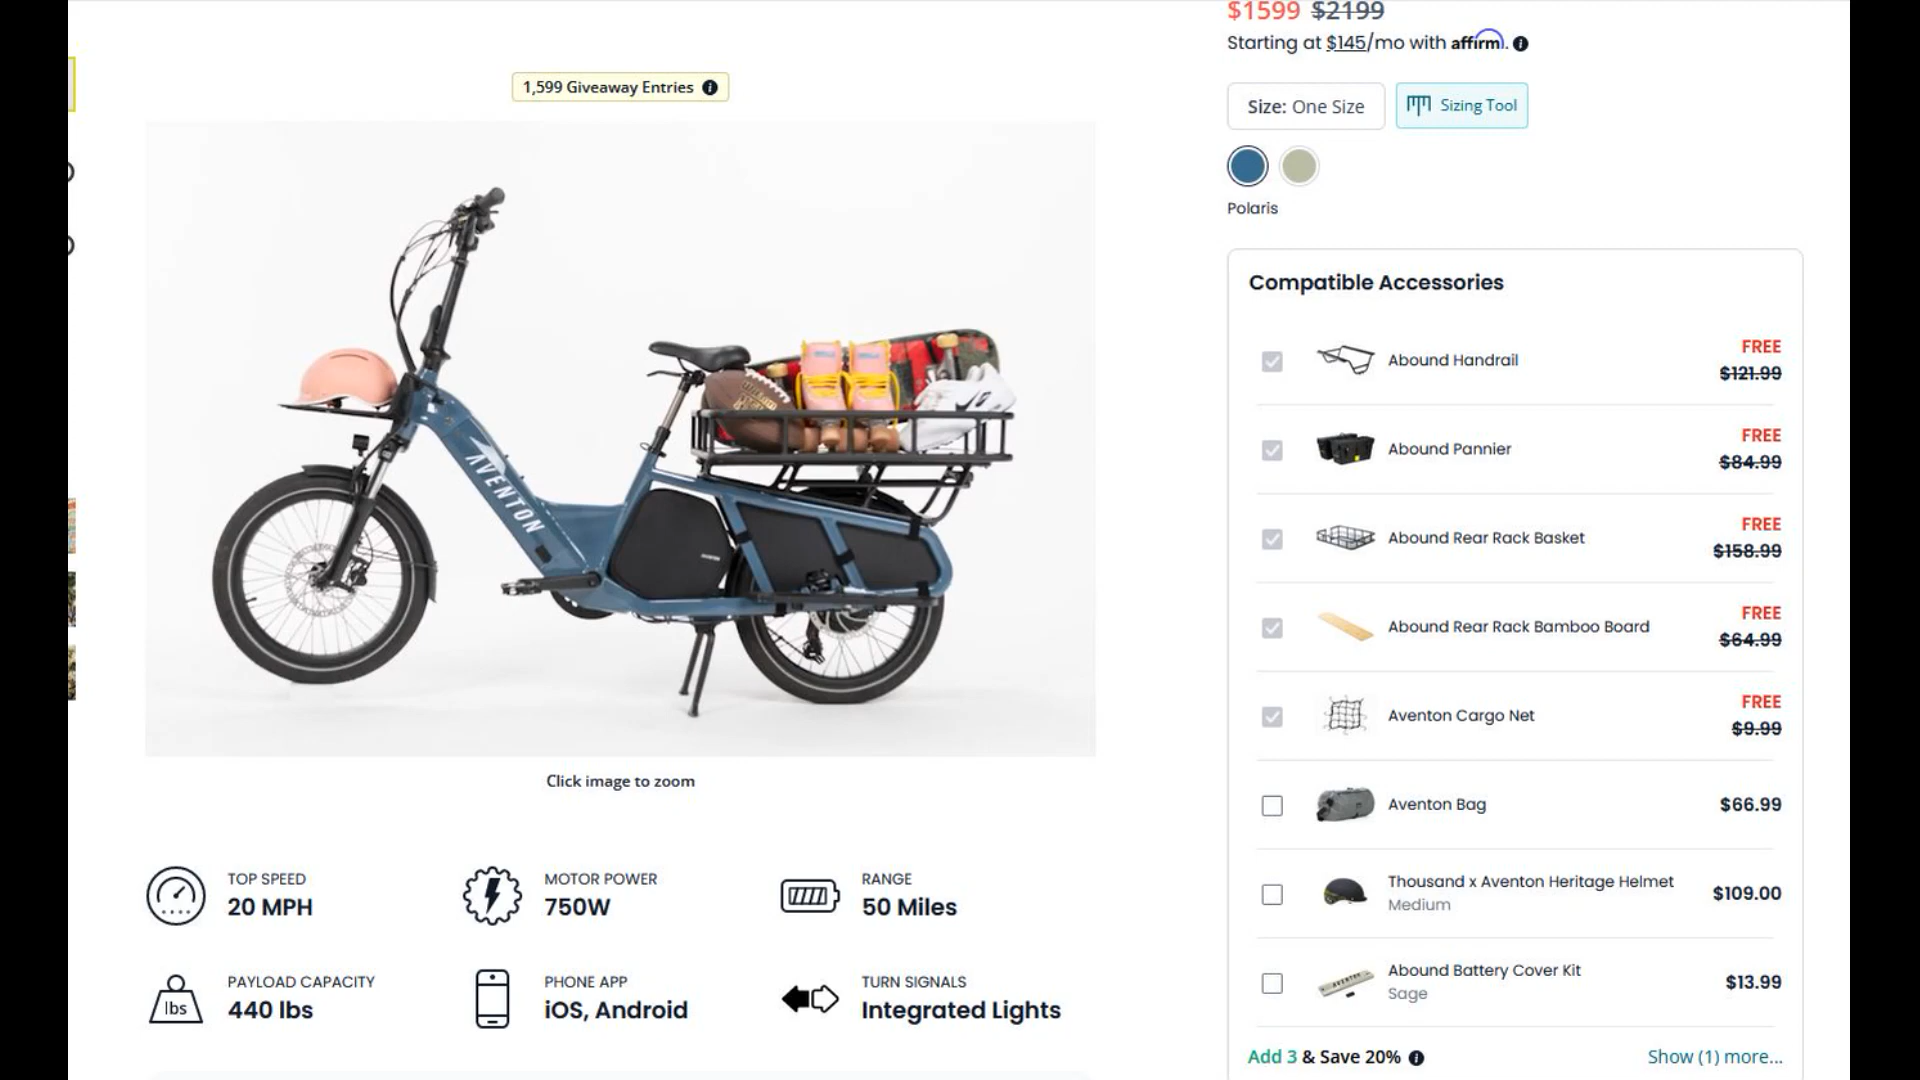 $1599 $2199
Starting at $145/mo with affirm.
1,599 Giveaway Entries
Size: One Size
Sizing Tool
Polaris
AVENTON
Click image to zoom
TOP SPEED
20 MPH
MOTOR POWER
750W
RANGE
50 Miles
lbs
PAYLOAD CAPACITY
440 lbs
PHONE APP
iOS, Android
TURN SIGNALS
Integrated Lights
Compatible Accessories
Abound Handrail
FREE
$121.99
Abound Pannier
FREE
$84.99
Abound Rear Rack Basket
FREE
$158.99
Abound Rear Rack Bamboo Board
FREE
$64.99
Aventon Cargo Net
FREE
$9.99
Aventon Bag
$66.99
Thousand x Aventon Heritage Helmet
Medium
$109.00
Abound Battery Cover Kit
Sage
$13.99
Add 3 & Save 20%
Show (1) more...